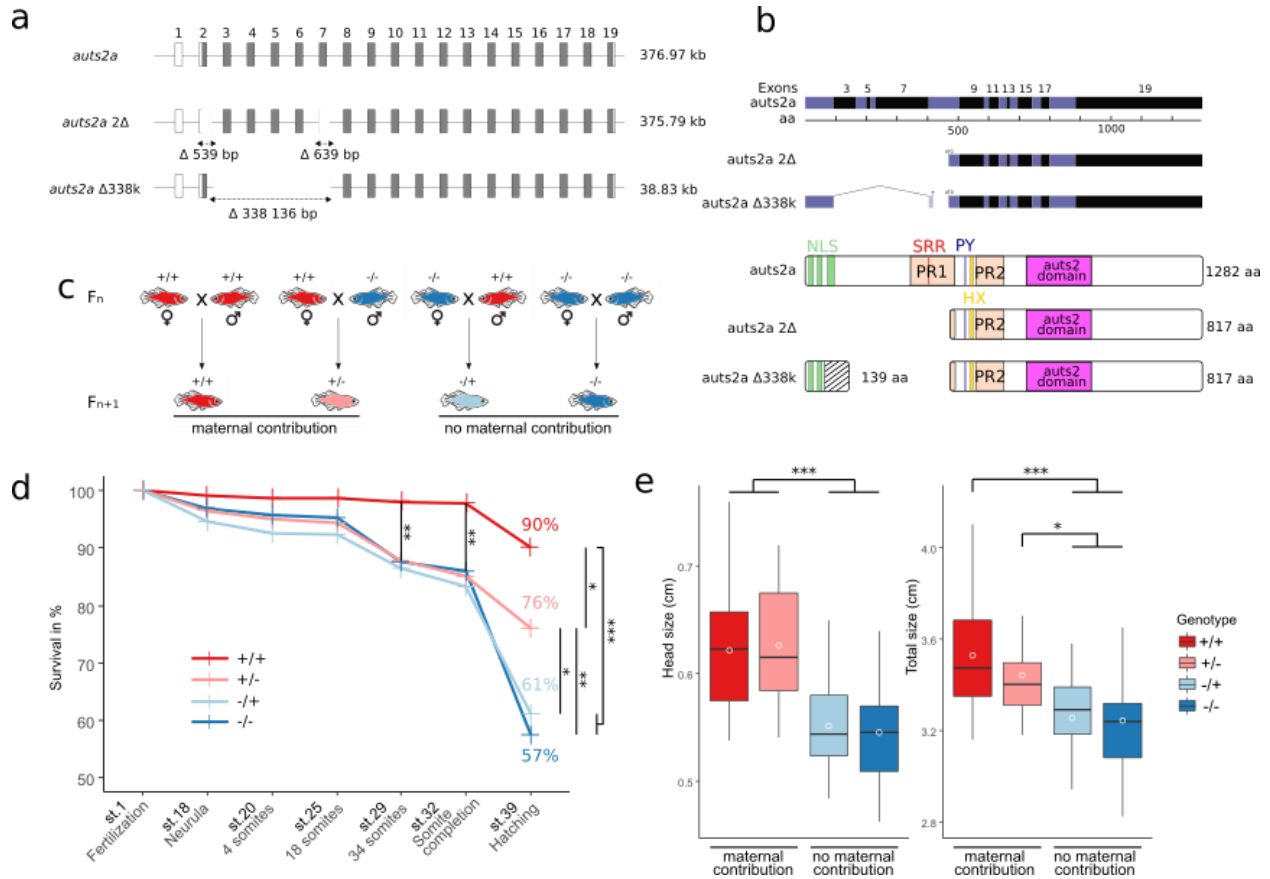 a
1 2 3 4 5 6 7 8 9 10 11 12 13 14 15 16 17 18 19
auts2a 376.97 kb
auts2a 2Δ 375.79 kb
Δ 539 bp Δ 639 bp
auts2a Δ338k 38.83 kb
Δ 338 136 bp
b
Exons 3 5 7 9 11 13 15 17 19
auts2a
aa
500 1000
auts2a 2Δ
auts2a Δ338k
NLS SRR PY
auts2a PR1 PR2 auts2 domain 1282 aa
HX
auts2a 2Δ PR2 auts2 domain 817 aa
auts2a Δ338k 139 aa PR2 auts2 domain 817 aa
c
+/+ +/+ +/+ -/- -/- +/+ -/- -/-
Fn X X X X
♀ ♂ ♀ ♂ ♀ ♂ ♀ ♂
+/+ +/- -/+ -/-
Fn+1
maternal contribution no maternal contribution
d
Survival in %
100
90
80
70
60
50
+/+
+/-
-/+
-/-
90%
76%
61%
57%
**
**
*
***
*
**
st.1 Fertilization
st.18 Neurula
st.20 4 somites
st.25 18 somites
st.29 34 somites
st.32 Somite completion
st.39 Hatching
e
***
Head size (cm)
0.7
0.6
0.5
maternal contribution no maternal contribution
***
*
Total size (cm)
4.0
3.6
3.2
2.8
maternal contribution no maternal contribution
Genotype
+/+
+/-
-/+
-/-